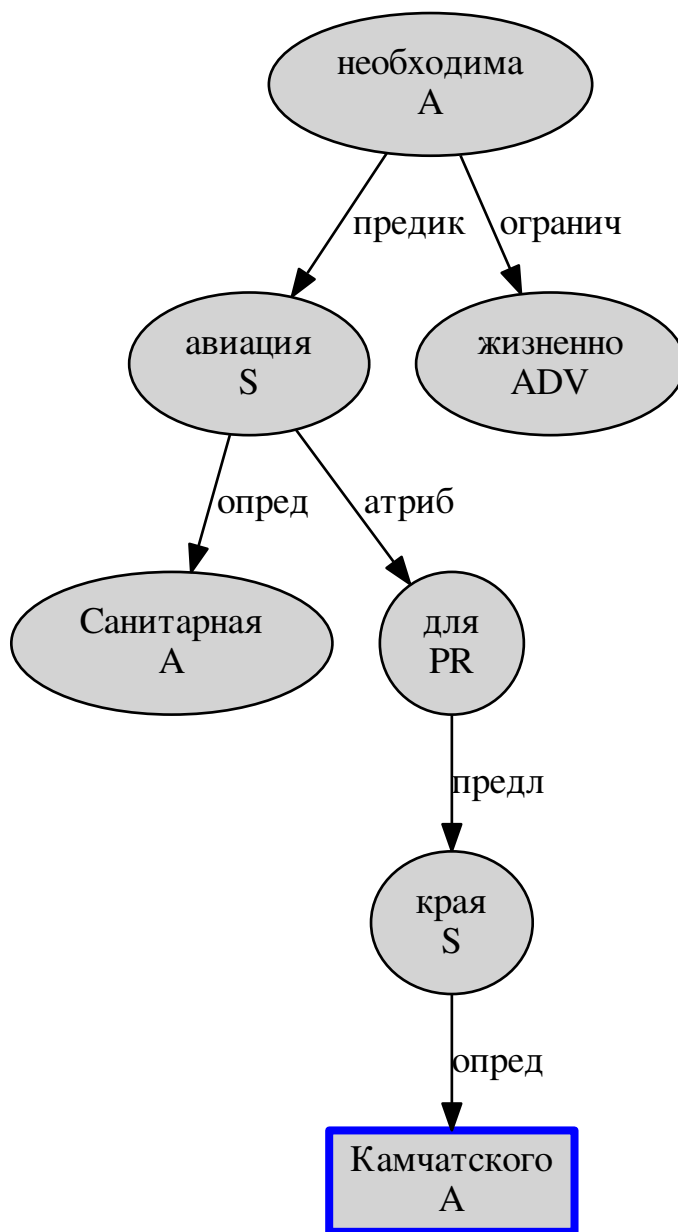 необходима
A
предик
огранич
авиация
S
жизненно
ADV
опред
атриб
Санитарная
A
для
PR
предл
края
S
опред
Камчатского
A